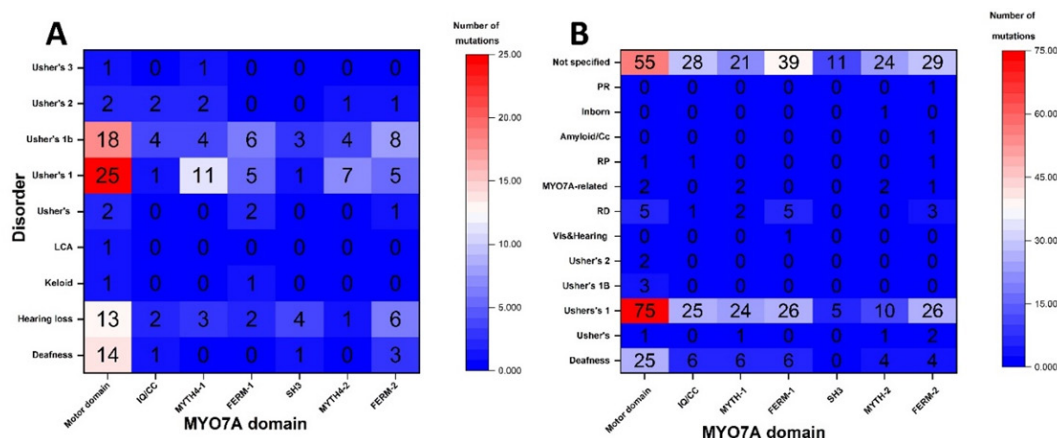 A
Number of
mutations
25.00
20.00
15.00
10.00
5.000
0.000
Disorder
Usher's 3 1 0 1 0 0 0 0
Usher's 2 2 2 2 0 0 1 1
Usher's 1b 18 4 4 6 3 4 8
Usher's 1 25 1 11 5 1 7 5
Usher's 2 0 0 2 0 0 1
LCA 1 0 0 0 0 0 0
Keloid 1 0 0 1 0 0 0
Hearing loss 13 2 3 2 4 1 6
Deafness 14 1 0 0 1 0 3
Motor domain IQ/CC MYTH4-1 FERM-1 SH3 MYTH4-2 FERM-2
MYO7A domain
B
Number of
mutations
75.00
60.00
45.00
30.00
15.00
0.000
Not specified 55 28 21 39 11 24 29
PR 0 0 0 0 0 0 1
Inborn 0 0 0 0 0 1 0
Amyloid/Cc 0 0 0 0 0 0 1
RP 1 1 0 0 0 0 1
MYO7A-related 2 0 2 0 0 2 1
RD 5 1 2 5 0 0 3
Vis&Hearing 0 0 0 1 0 0 0
Usher's 2 2 0 0 0 0 0 0
Usher's 1B 3 0 0 0 0 0 0
Ushers's 1 75 25 24 26 5 10 26
Usher's 1 0 1 0 0 1 2
Deafness 25 6 6 6 0 4 4
Motor domain IQ/CC MYTH-1 FERM-1 SH3 MYTH-2 FERM-2
MYO7A domain